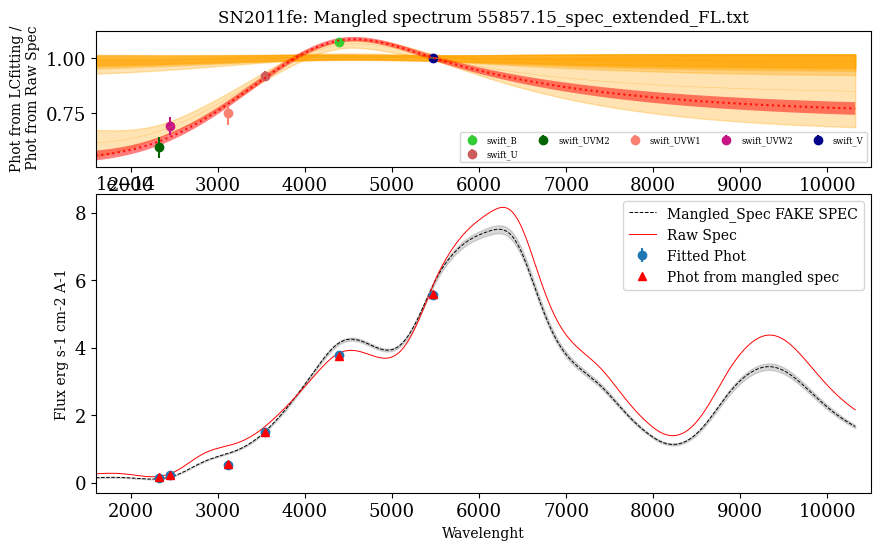 SN2011fe: Mangled spectrum 55857.15_spec_extended_FL.txt
Phot from LCfitting /
Phot from Raw Spec
1.00
0.75
swift_B swift_UVM2 swift_UVW1 swift_UVW2 swift_V
swift_U
2000 3000 4000 5000 6000 7000 8000 9000 10000
Flux erg s-1 cm-2 A-1
8
6
4
2
0
Mangled_Spec FAKE SPEC
Raw Spec
Fitted Phot
Phot from mangled spec
2000 3000 4000 5000 6000 7000 8000 9000 10000
Wavelenght